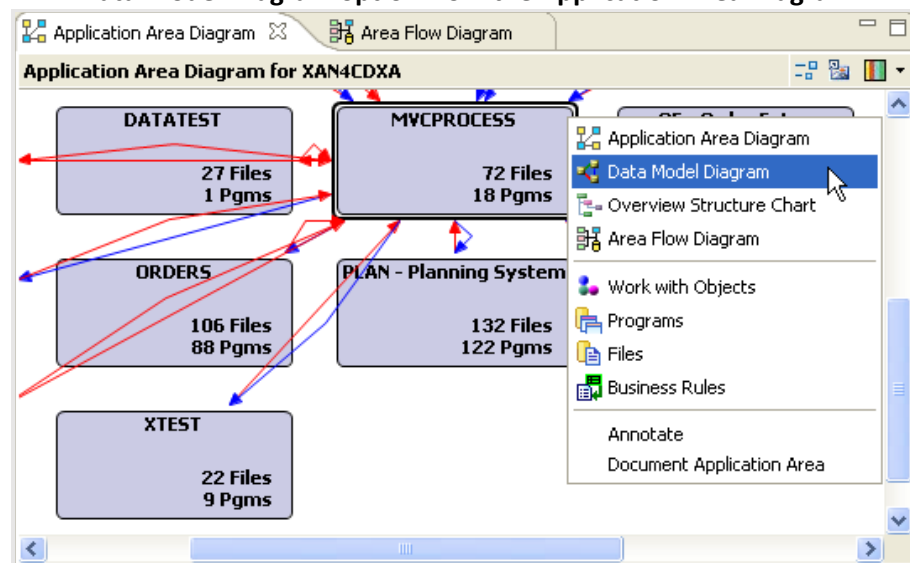 Application Area Diagram
Area Flow Diagram
Application Area Diagram for XAN4CDXA
DATATEST
27 Files
1 Pgms
MVCPROCESS
72 Files
18 Pgms
ORDERS
106 Files
88 Pgms
PLAN - Planning System
132 Files
122 Pgms
XTEST
22 Files
9 Pgms
Application Area Diagram
Data Model Diagram
Overview Structure Chart
Area Flow Diagram
Work with Objects
Programs
Files
Business Rules
Annotate
Document Application Area